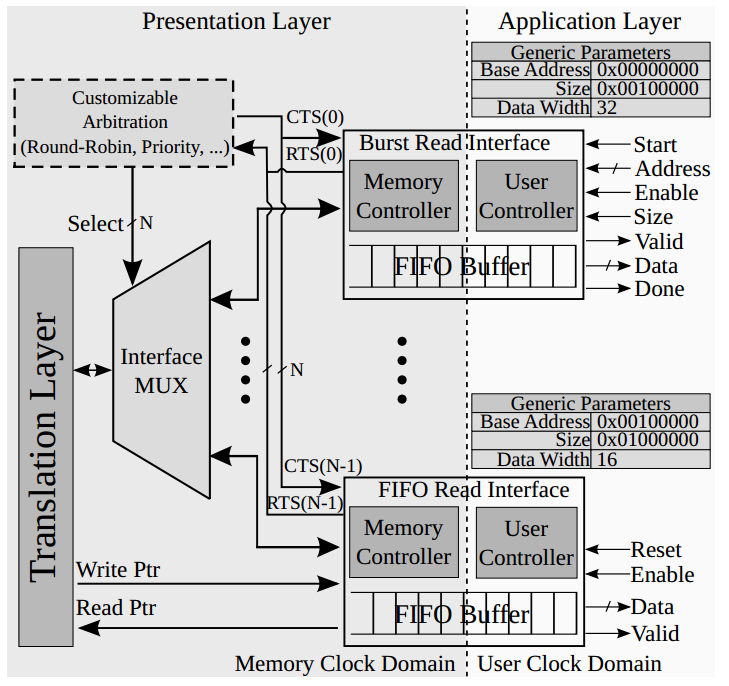 Presentation Layer
Application Layer
Generic Parameters
Base Address 0x00000000
Size 0x00100000
Data Width 32
Customizable
Arbitration
(Round-Robin, Priority, ...)
CTS(0)
RTS(0)
Burst Read Interface
Memory
Controller
User
Controller
FIFO Buffer
Start
Address
Enable
Size
Valid
Data
Done
Select
N
Translation Layer
Interface
MUX
N
Generic Parameters
Base Address 0x00100000
Size 0x01000000
Data Width 16
CTS(N-1)
RTS(N-1)
FIFO Read Interface
Memory
Controller
User
Controller
FIFO Buffer
Reset
Enable
Data
Valid
Write Ptr
Read Ptr
Memory Clock Domain
User Clock Domain